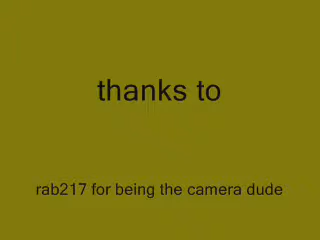 thanks to
rab217 for being the camera dude